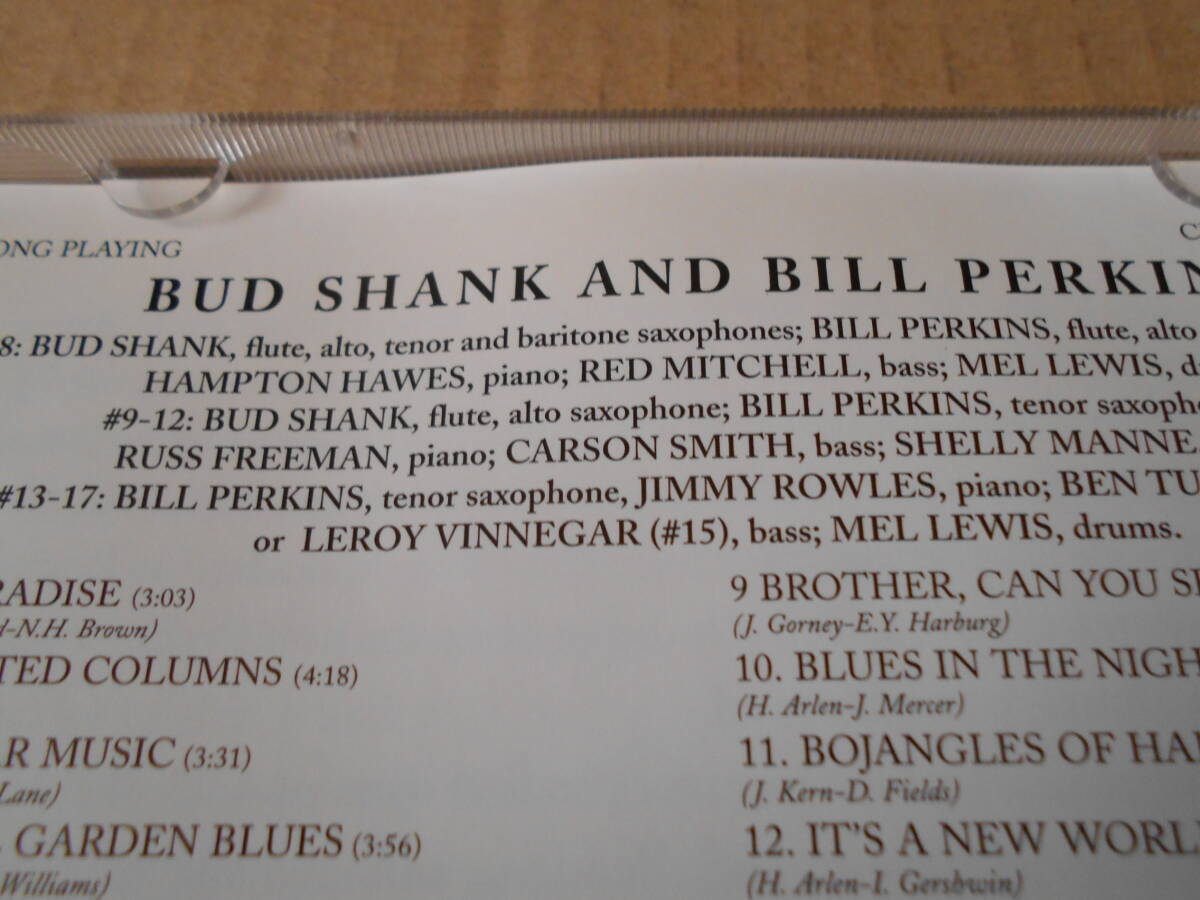 ONG PLAYING
C
BUD SHANK AND BILL PERKIN
8: BUD SHANK, flute, alto, tenor and baritone saxophones; BILL PERKINS, flute, alto
HAMPTON HAWES, piano; RED MITCHELL, bass; MEL LEWIS, d
#9-12: BUD SHANK, flute, alto saxophone; BILL PERKINS, tenor saxoph
RUSS FREEMAN, piano; CARSON SMITH, bass; SHELLY MANNE
#13-17: BILL PERKINS, tenor saxophone, JIMMY ROWLES, piano; BEN TU
or LEROY VINNEGAR (#15), bass; MEL LEWIS, drums.
RADISE (3:03)
d-N.H. Brown)
TED COLUMNS (4:18)
R MUSIC (3:31)
Lane)
GARDEN BLUES (3:56)
Williams)
9 BROTHER, CAN YOU SP
(J. Gorney-E.Y. Harburg)
10. BLUES IN THE NIGH
(H. Arlen-J. Mercer)
11. BOJANGLES OF HA
(J. Kern-D. Fields)
12. IT'S A NEW WORL
(H. Arlen-I. Gershwin)